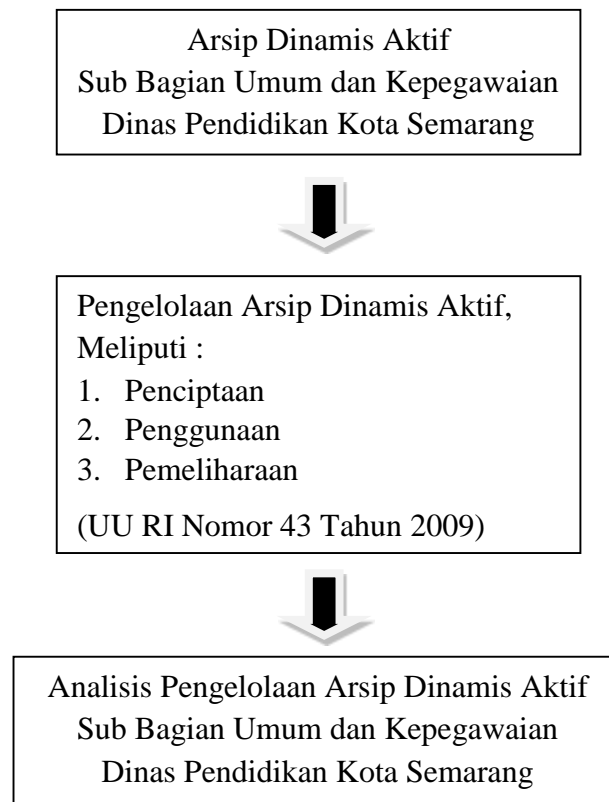 Arsip Dinamis Aktif
Sub Bagian Umum dan Kepegawaian
Dinas Pendidikan Kota Semarang
Pengelolaan Arsip Dinamis Aktif,
Meliputi :
1. Penciptaan
2. Penggunaan
3. Pemeliharaan
(UU RI Nomor 43 Tahun 2009)
Analisis Pengelolaan Arsip Dinamis Aktif
Sub Bagian Umum dan Kepegawaian
Dinas Pendidikan Kota Semarang